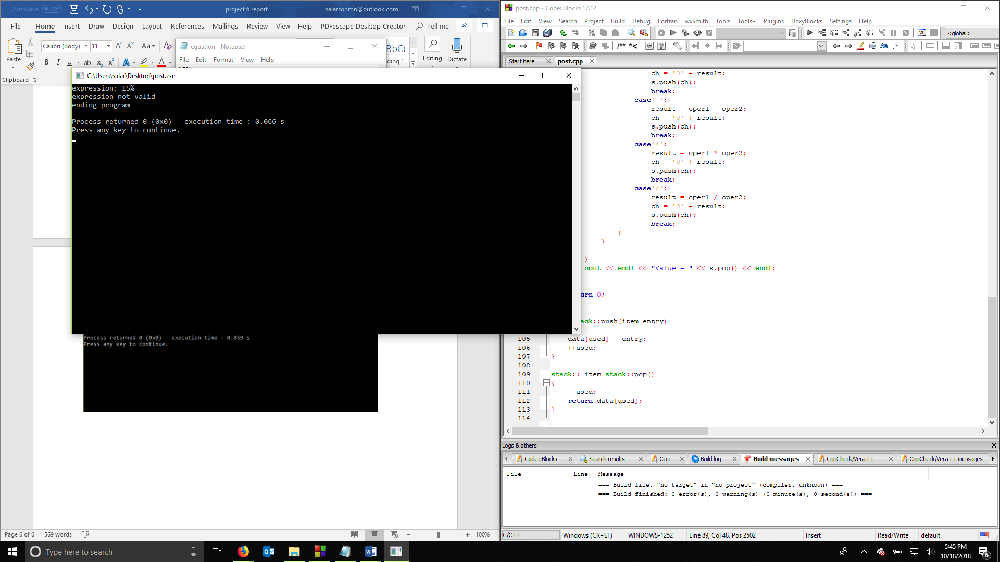 AutoSave Off
project 6 report
salarsonmn@outlook.com
File Home Insert Draw Design Layout References Mailings Review View Help PDFescape Desktop Creator Tell me
Calibri (Body) 11
Paste
Clipboard
Editing
Dictate
equation - Notepad
File Edit Format View Help
C:\Users\salar\Desktop\post.exe
expression: 15%
expression not valid
ending program
Process returned 0 (0x0) execution time : 0.066 s
Press any key to continue.
Process returned 0 (0x0) execution time : 0.059 s
Press any key to continue.
Page 6 of 6 569 words 100%
post.cpp - Code::Blocks 17.12
File Edit View Search Project Build Debug Fortran wxSmith Tools Tools+ Plugins DoxyBlocks Settings Help
<global>
Start here post.cpp
ch = '0' + result;
s.push(ch);
break;
case'-':
result = oper1 - oper2;
ch = '0' + result;
s.push(ch);
break;
case'*':
result = oper1 * oper2;
ch = '0' + result;
s.push(ch);
break;
case'/':
result = oper1 / oper2;
ch = '0' + result;
s.push(ch);
break;
}
}
}
cout << endl << "Value = " << s.pop() << endl;
urn 0;
ack::push(item entry)
105 data[used] = entry;
106 ++used;
107 }
108
109 stack:: item stack::pop()
110 {
111 --used;
112 return data[used];
113 }
114
Logs & others
Code::Blocks Search results Cccc Build log Build messages CppCheck/Vera++ CppCheck/Vera++ messages
File Line Message
=== Build file: "no target" in "no project" (compiler: unknown) ===
=== Build finished: 0 error(s), 0 warning(s) (0 minute(s), 0 second(s)) ===
C/C++ Windows (CR+LF) WINDOWS-1252 Line 89, Col 48, Pos 2502 Insert Read/Write default
Type here to search
5:45 PM
10/18/2018
6